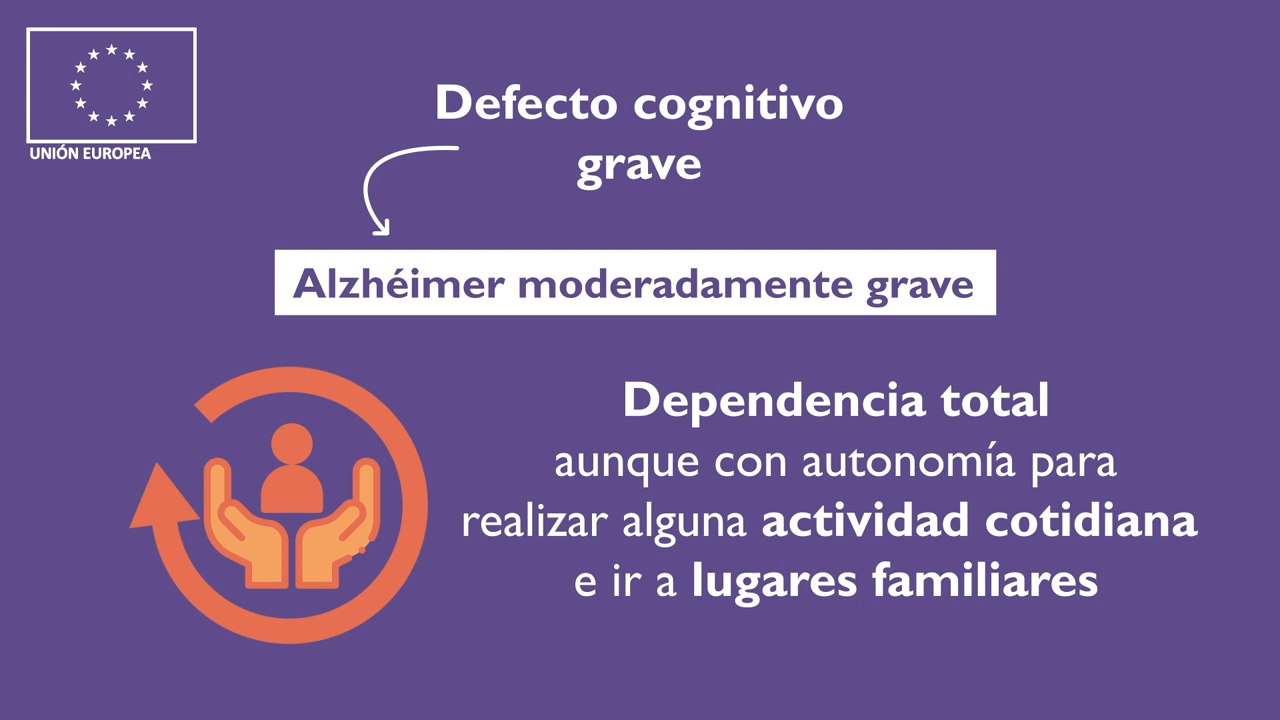 UNIÓN EUROPEA
Defecto cognitivo
grave
Alzhéimer moderadamente grave
Dependencia total
aunque con autonomía para
realizar alguna actividad cotidiana
e ir a lugares familiares